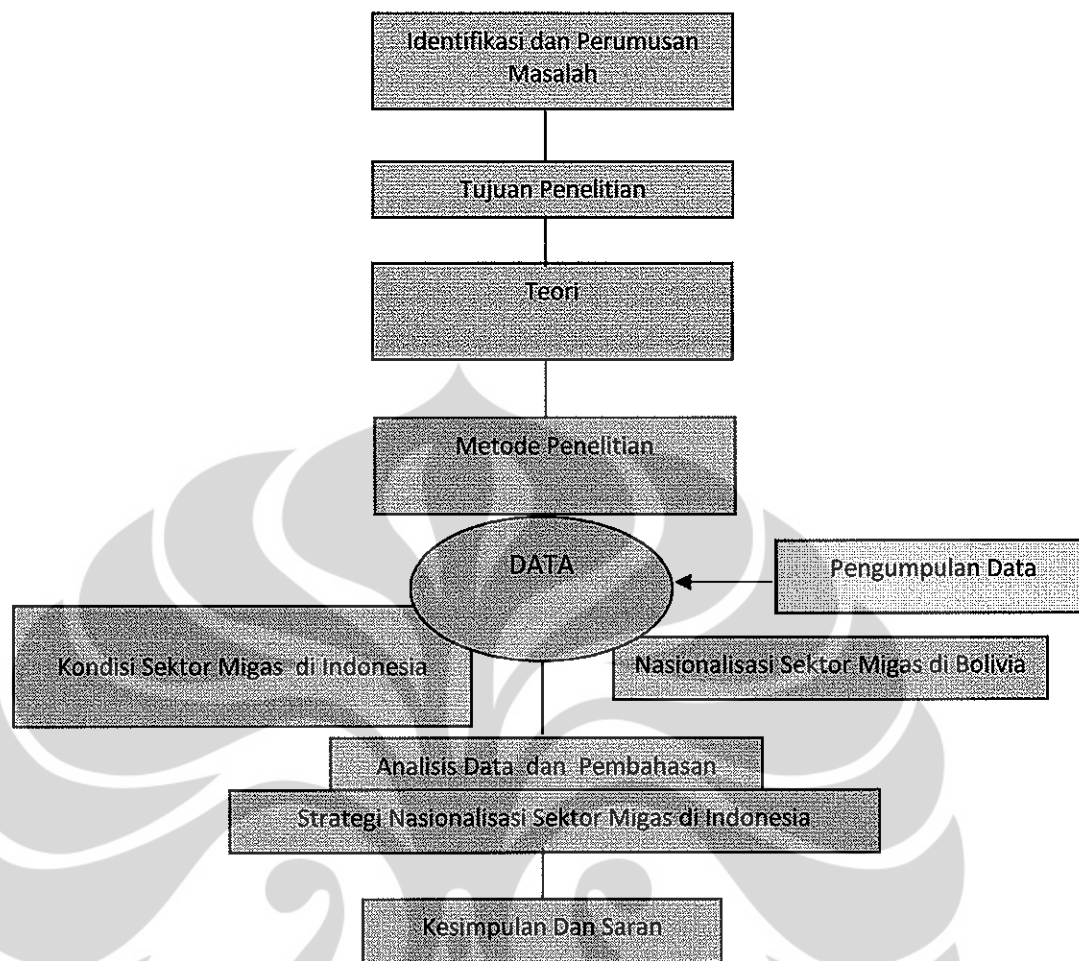 Identifikasi dan Perumusan
Masalah
Tujuan Penelitian
Teori
Metode Penelitian
DATA
Pengumpulan Data
Kondisi Sektor Migas di Indonesia
Nasionalisasi Sektor Migas di Bolivia
Analisis Data dan Pembahasan
Strategi Nasionalisasi Sektor Migas di Indonesia
Kesimpulan Dan Saran